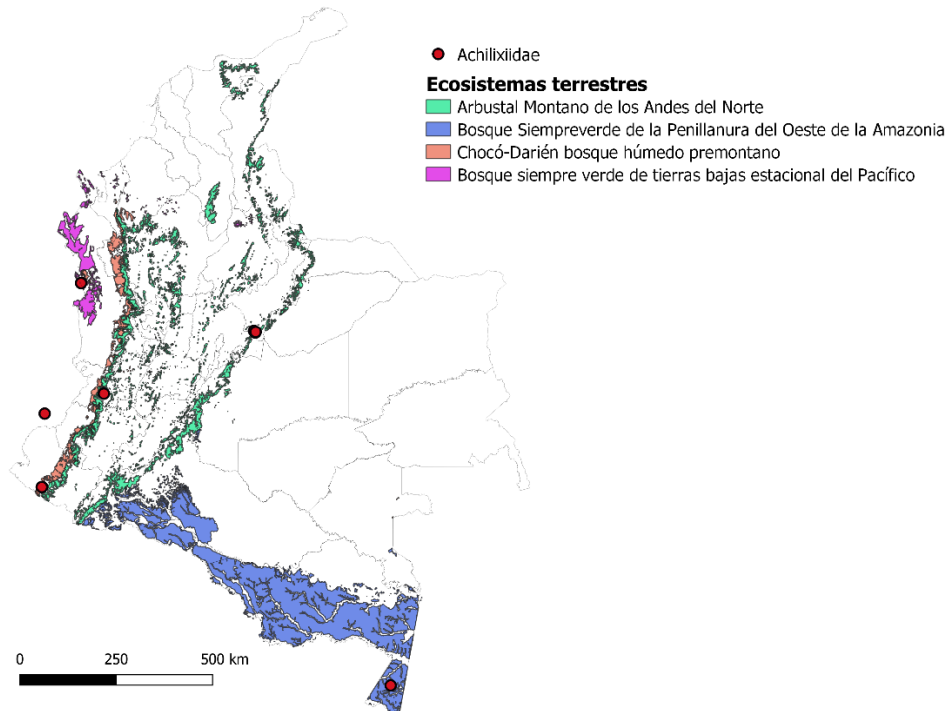 Achilixiidae
Ecosistemas terrestres
Arbustal Montano de los Andes del Norte
Bosque Siempreverde de la Penillanura del Oeste de la Amazonia
Chocó-Darién bosque húmedo premontano
Bosque siempre verde de tierras bajas estacional del Pacífico
0 250 500 km